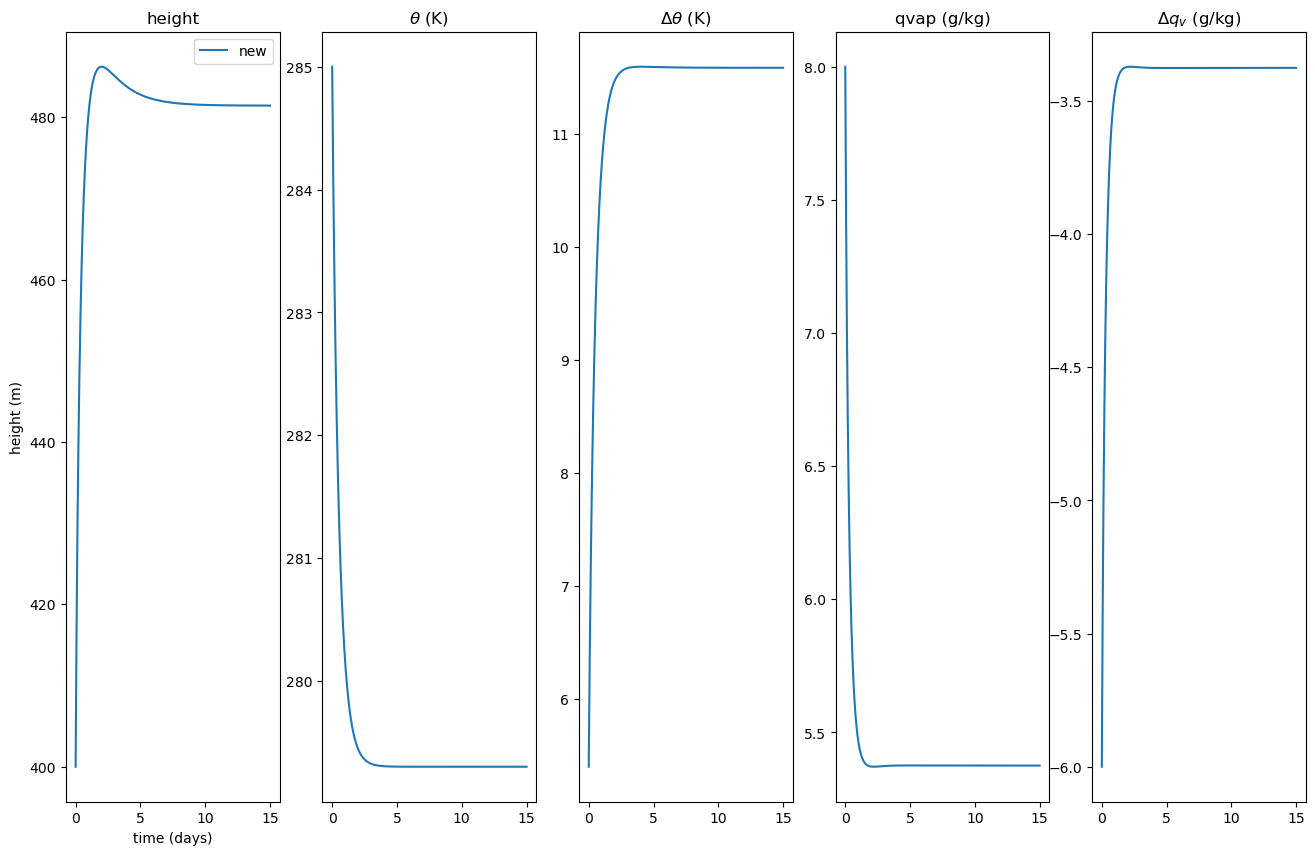 height
θ (K)
Δθ (K)
qvap (g/kg)
Δq_v (g/kg)
new
height (m)
480
460
440
420
400
0 5 10 15
time (days)
285
284
283
282
281
280
0 5 10 15
11
10
9
8
7
6
0 5 10 15
8.0
7.5
7.0
6.5
6.0
5.5
0 5 10 15
−3.5
−4.0
−4.5
−5.0
−5.5
−6.0
0 5 10 15